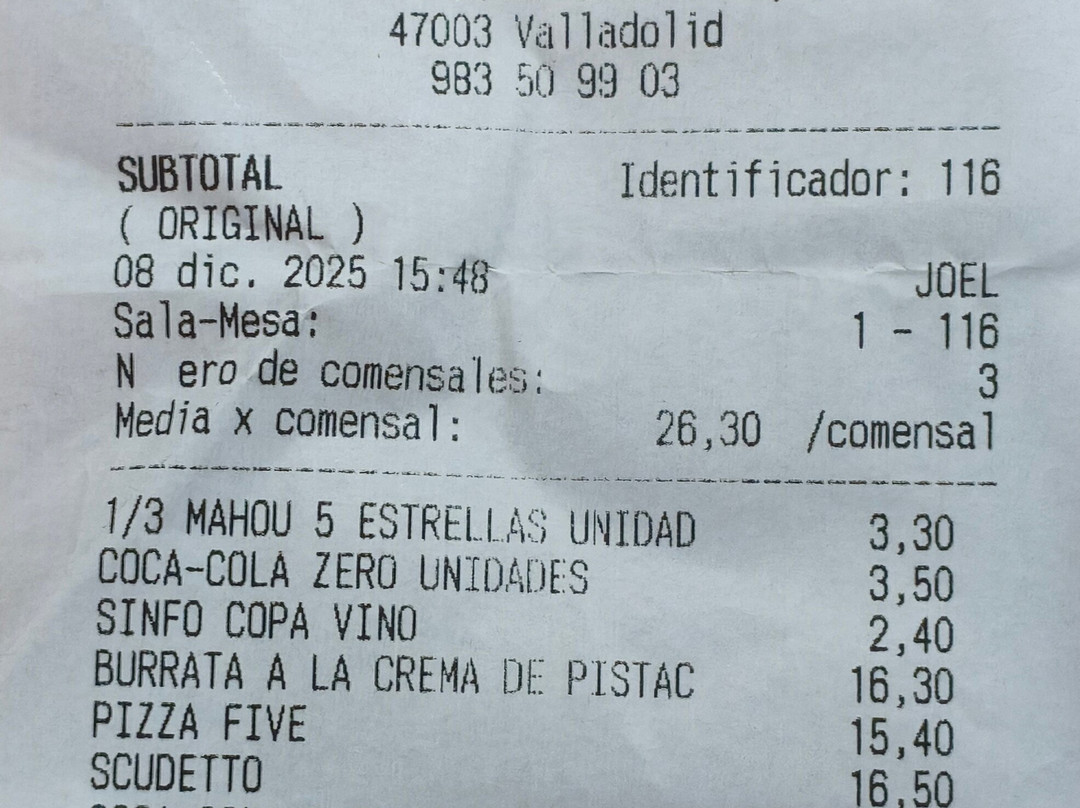 47003 Valladolid
983 50 99 03
SUBTOTAL Identificador: 116
( ORIGINAL )
08 dic. 2025 15:48 JOEL
Sala-Mesa: 1 - 116
N ero de comensales: 3
Media x comensal: 26,30 /comensal
1/3 MAHOU 5 ESTRELLAS UNIDAD 3,30
COCA-COLA ZERO UNIDADES 3,50
SINFO COPA VINO 2,40
BURRATA A LA CREMA DE PISTAC 16,30
PIZZA FIVE 15,40
SCUDETTO 16,50